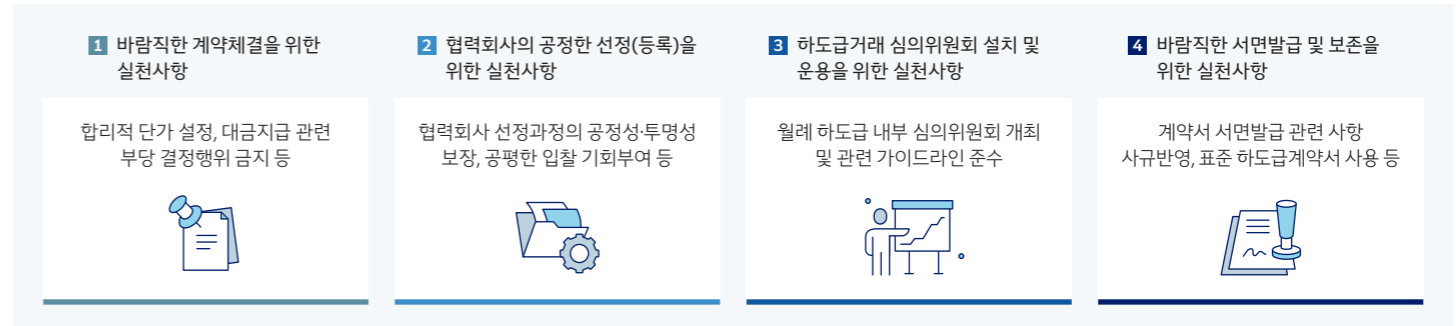 1 바람직한 계약체결을 위한
실천사항
합리적 단가 설정, 대금지급 관련
부당 결정행위 금지 등
2 협력회사의 공정한 선정(등록)을
위한 실천사항
협력회사 선정과정의 공정성·투명성
보장, 공평한 입찰 기회부여 등
3 하도급거래 심의위원회 설치 및
운용을 위한 실천사항
월례 하도급 내부 심의위원회 개최
및 관련 가이드라인 준수
4 바람직한 서면발급 및 보존을
위한 실천사항
계약서 서면발급 관련 사항
사규반영, 표준 하도급계약서 사용 등